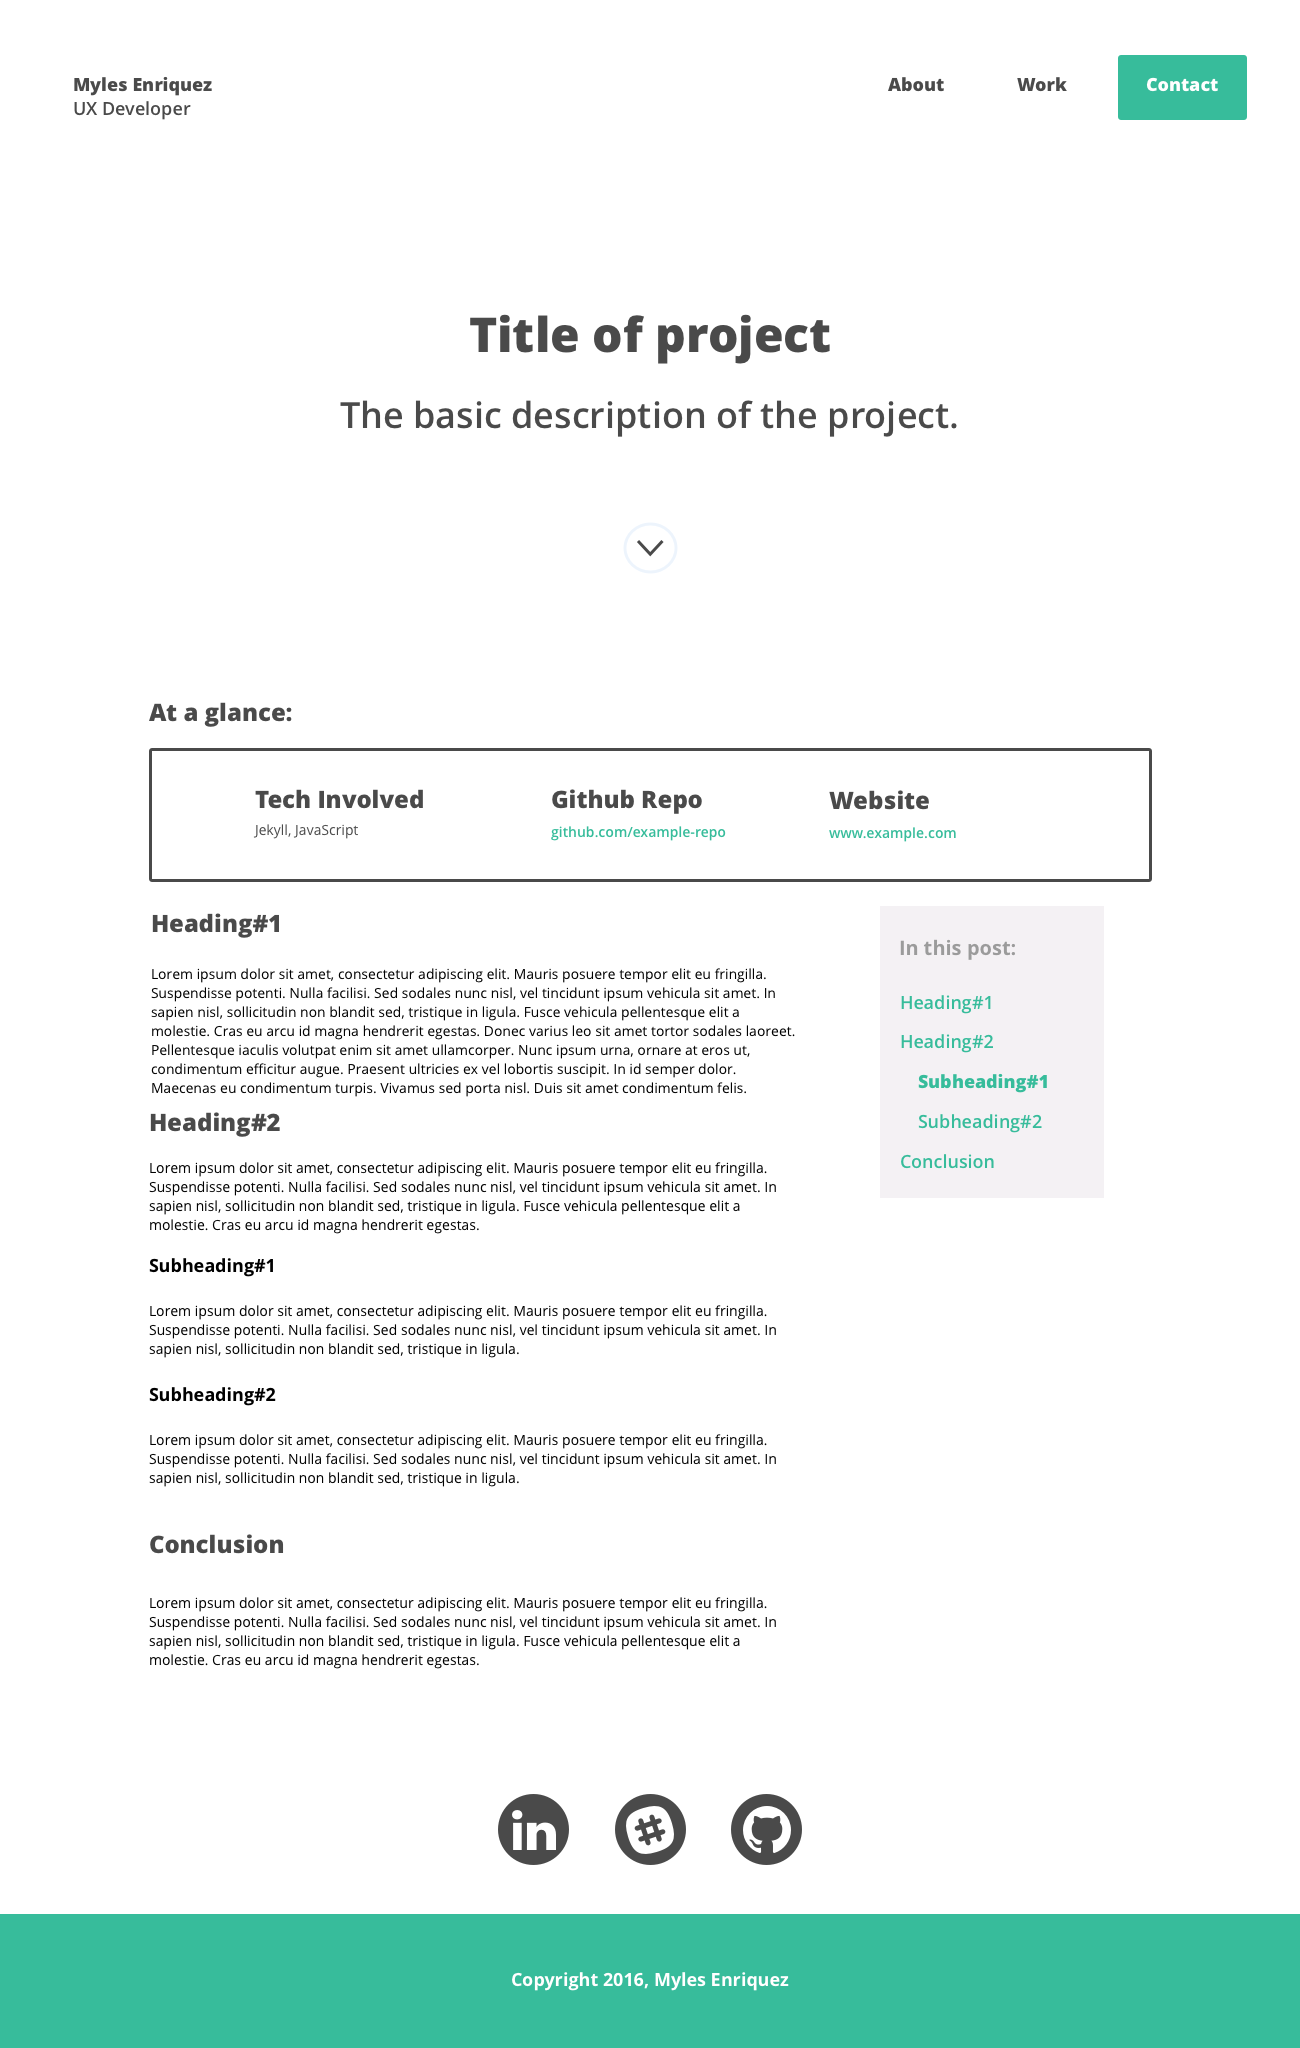 Myles Enriquez
UX Developer
About
Work
Contact
Title of project
The basic description of the project.
At a glance:
Tech Involved
Jekyll, JavaScript
Github Repo
github.com/example-repo
Website
www.example.com
Heading#1
Lorem ipsum dolor sit amet, consectetur adipiscing elit. Mauris posuere tempor elit eu fringilla.
Suspendisse potenti. Nulla facilisi. Sed sodales nunc nisl, vel tincidunt ipsum vehicula sit amet. In
sapien nisl, sollicitudin non blandit sed, tristique in ligula. Fusce vehicula pellentesque elit a
molestie. Cras eu arcu id magna hendrerit egestas. Donec varius leo sit amet tortor sodales laoreet.
Pellentesque iaculis volutpat enim sit amet ullamcorper. Nunc ipsum urna, ornare at eros ut,
condimentum efficitur augue. Praesent ultricies ex vel lobortis suscipit. In id semper dolor.
Maecenas eu condimentum turpis. Vivamus sed porta nisl. Duis sit amet condimentum felis.
Heading#2
Lorem ipsum dolor sit amet, consectetur adipiscing elit. Mauris posuere tempor elit eu fringilla.
Suspendisse potenti. Nulla facilisi. Sed sodales nunc nisl, vel tincidunt ipsum vehicula sit amet. In
sapien nisl, sollicitudin non blandit sed, tristique in ligula. Fusce vehicula pellentesque elit a
molestie. Cras eu arcu id magna hendrerit egestas.
Subheading#1
Lorem ipsum dolor sit amet, consectetur adipiscing elit. Mauris posuere tempor elit eu fringilla.
Suspendisse potenti. Nulla facilisi. Sed sodales nunc nisl, vel tincidunt ipsum vehicula sit amet. In
sapien nisl, sollicitudin non blandit sed, tristique in ligula.
Subheading#2
Lorem ipsum dolor sit amet, consectetur adipiscing elit. Mauris posuere tempor elit eu fringilla.
Suspendisse potenti. Nulla facilisi. Sed sodales nunc nisl, vel tincidunt ipsum vehicula sit amet. In
sapien nisl, sollicitudin non blandit sed, tristique in ligula.
Conclusion
Lorem ipsum dolor sit amet, consectetur adipiscing elit. Mauris posuere tempor elit eu fringilla.
Suspendisse potenti. Nulla facilisi. Sed sodales nunc nisl, vel tincidunt ipsum vehicula sit amet. In
sapien nisl, sollicitudin non blandit sed, tristique in ligula. Fusce vehicula pellentesque elit a
molestie. Cras eu arcu id magna hendrerit egestas.
In this post:
Heading#1
Heading#2
Subheading#1
Subheading#2
Conclusion
in
#
Copyright 2016, Myles Enriquez